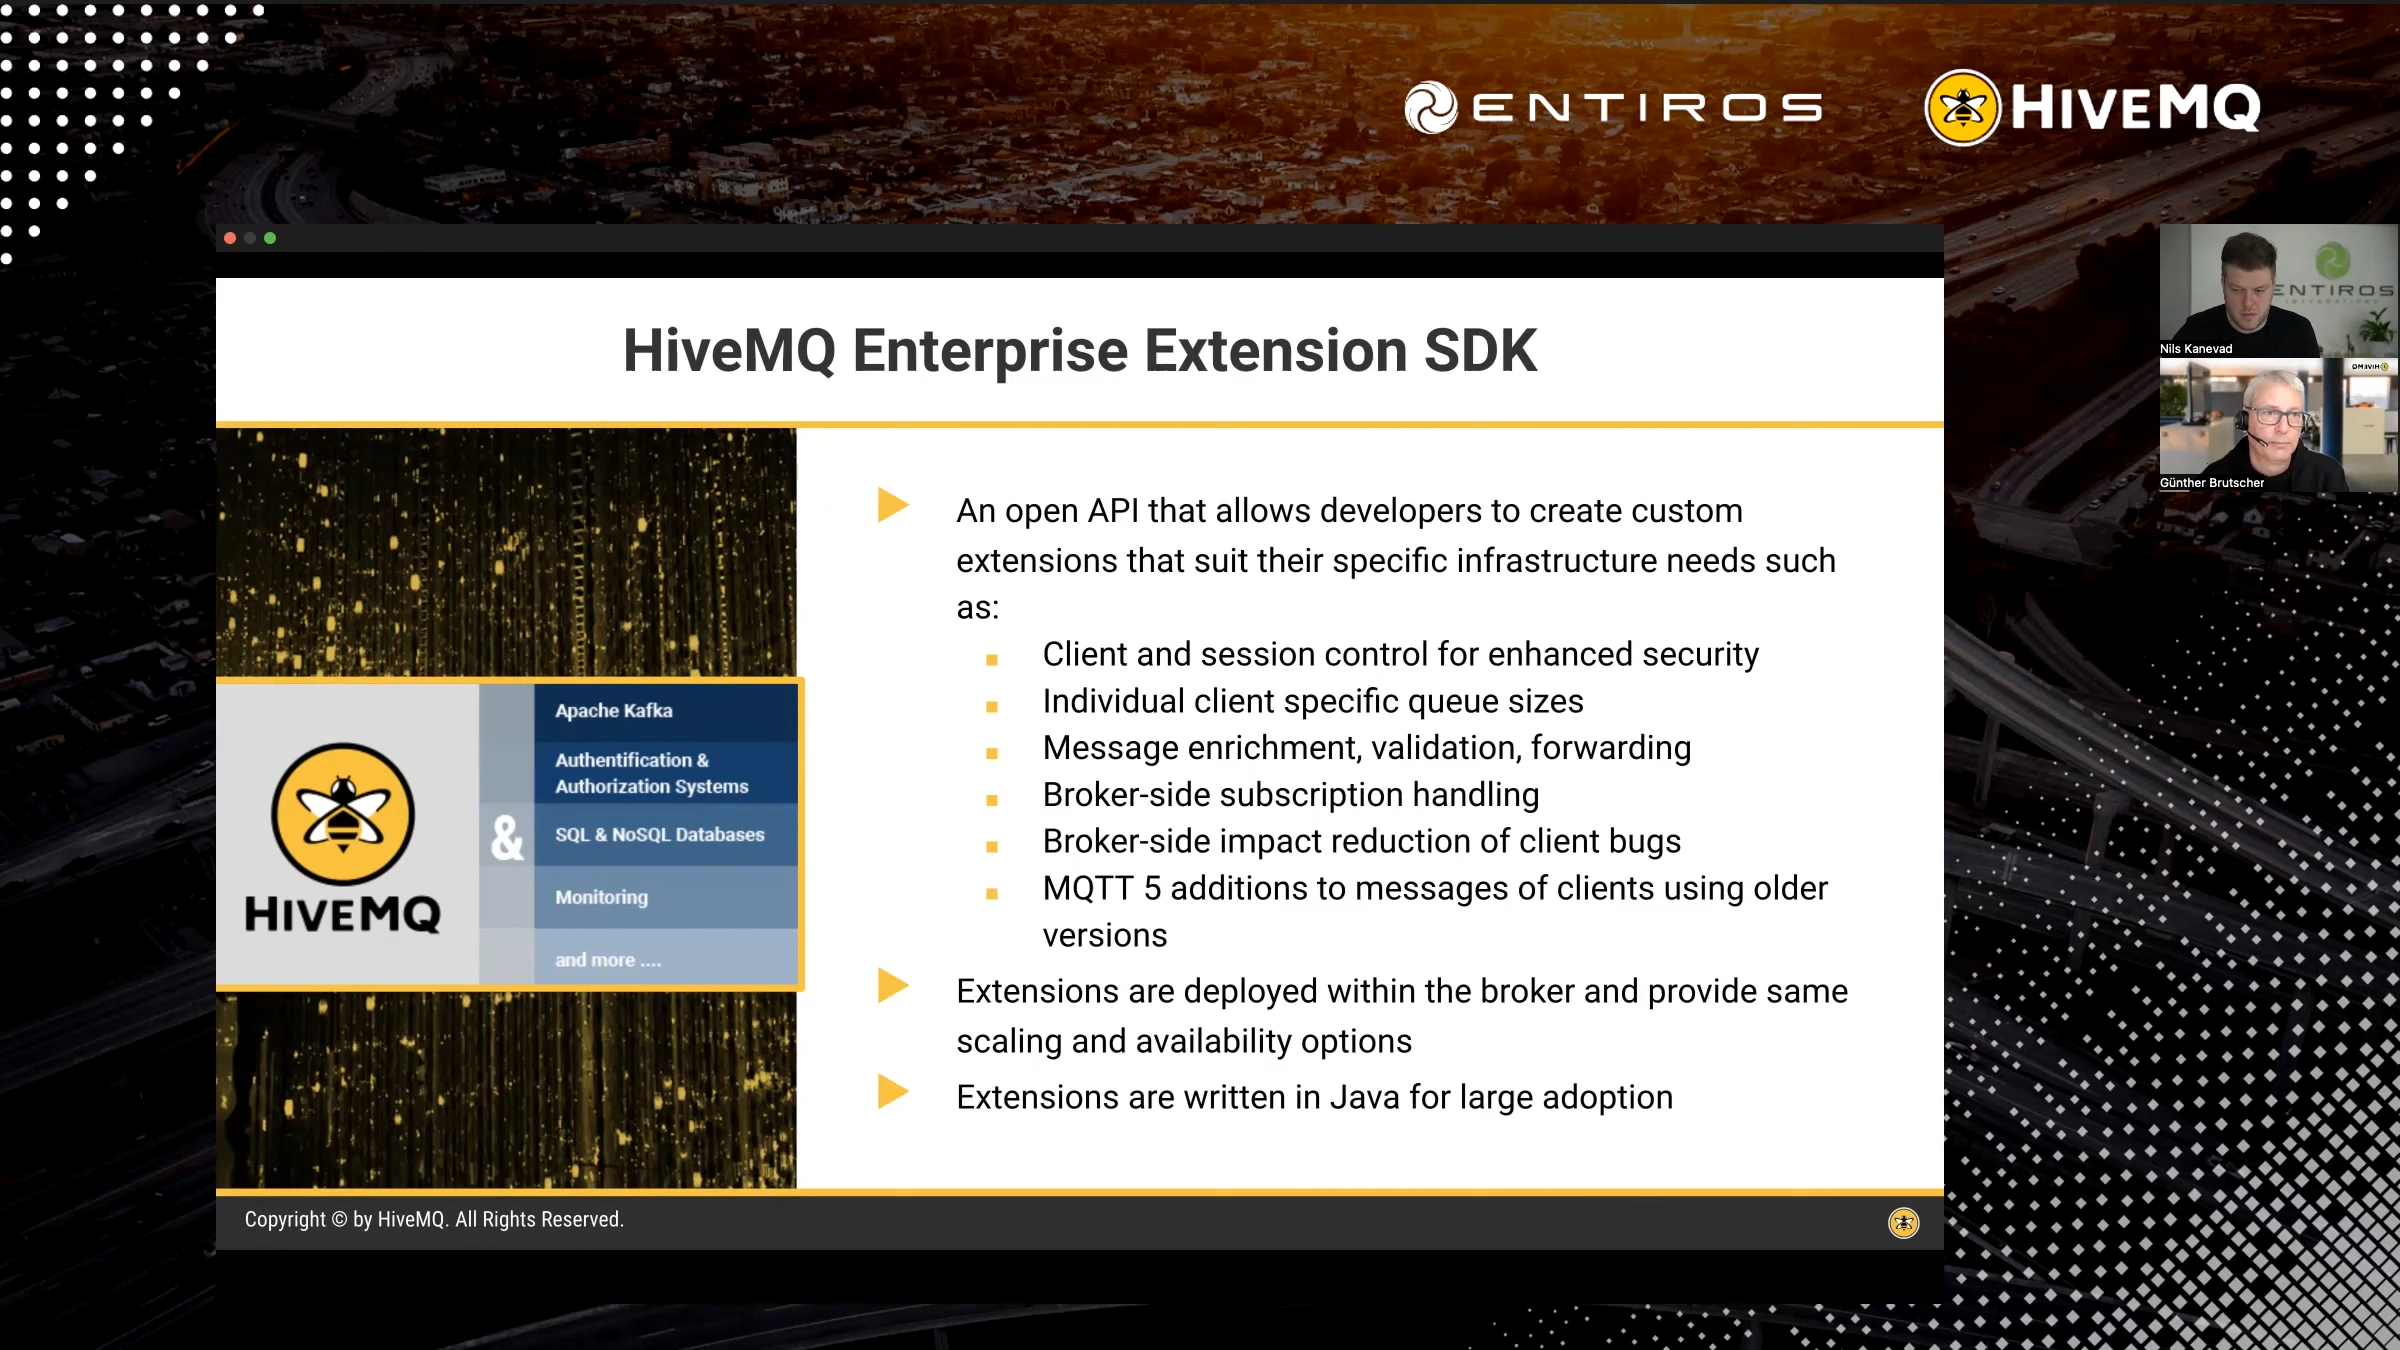 ENTIROS
HIVEMQ
HiveMQ Enterprise Extension SDK
ENTIROS
Nils Kanevad
HIVEMQ
Günther Brutscher
An open API that allows developers to create custom
extensions that suit their specific infrastructure needs such
as:
Client and session control for enhanced security
Individual client specific queue sizes
Message enrichment, validation, forwarding
Broker-side subscription handling
Broker-side impact reduction of client bugs
MQTT 5 additions to messages of clients using older
versions
Extensions are deployed within the broker and provide same
scaling and availability options
Extensions are written in Java for large adoption
HIVEMQ
&
Apache Kafka
Authentification &
Authorization Systems
SQL & NoSQL Databases
Monitoring
and more ....
Copyright © by HiveMQ. All Rights Reserved.